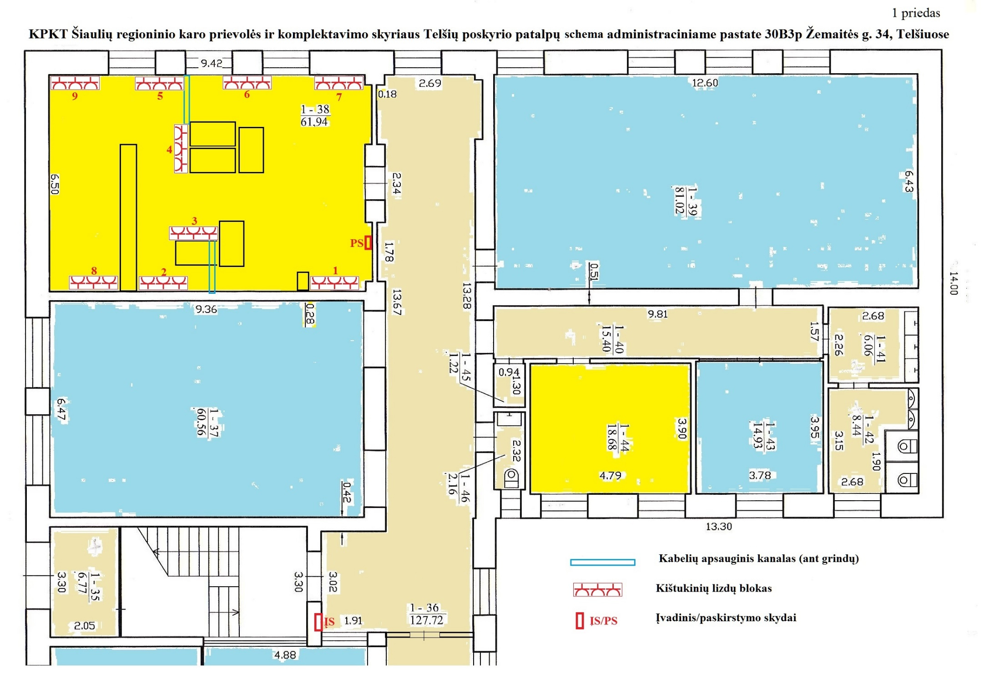 1 priedas
KPKT Šiaulių regioninio karo prievolės ir komplektavimo skyriaus Telšių poskyrio patalpų schema administraciniame pastate 30B3p Žemaitės g. 34, Telšiuose
9.42
9
5
6
7
2.69
0.18
12.60
1 - 38
61,94
4
6.50
2.34
6.43
1 - 39
81.02
3
PS
1.78
8
2
1
0.51
14.00
13.67
13.28
9.36
0.28
9.81
2.68
1 - 40
15.40
1.57
2.26
1 - 41
6.06
1 - 45
1.22
0.94
1.30
6.47
1 - 37
60.56
1 - 44
18.68
3.90
1 - 43
14.93
3.95
1 - 42
8.44
3.15
1.90
2.32
4.79
3.78
2.68
1 - 46
2.16
0.42
13.30
3.30
1 - 35
6.77
3.30
3.02
2.05
ĮS
1.91
1 - 36
127.72
4.88
Kabelių apsauginis kanalas (ant grindų)
Kištukinių lizdų blokas
ĮS/PS
Įvadinis/paskirstymo skydai